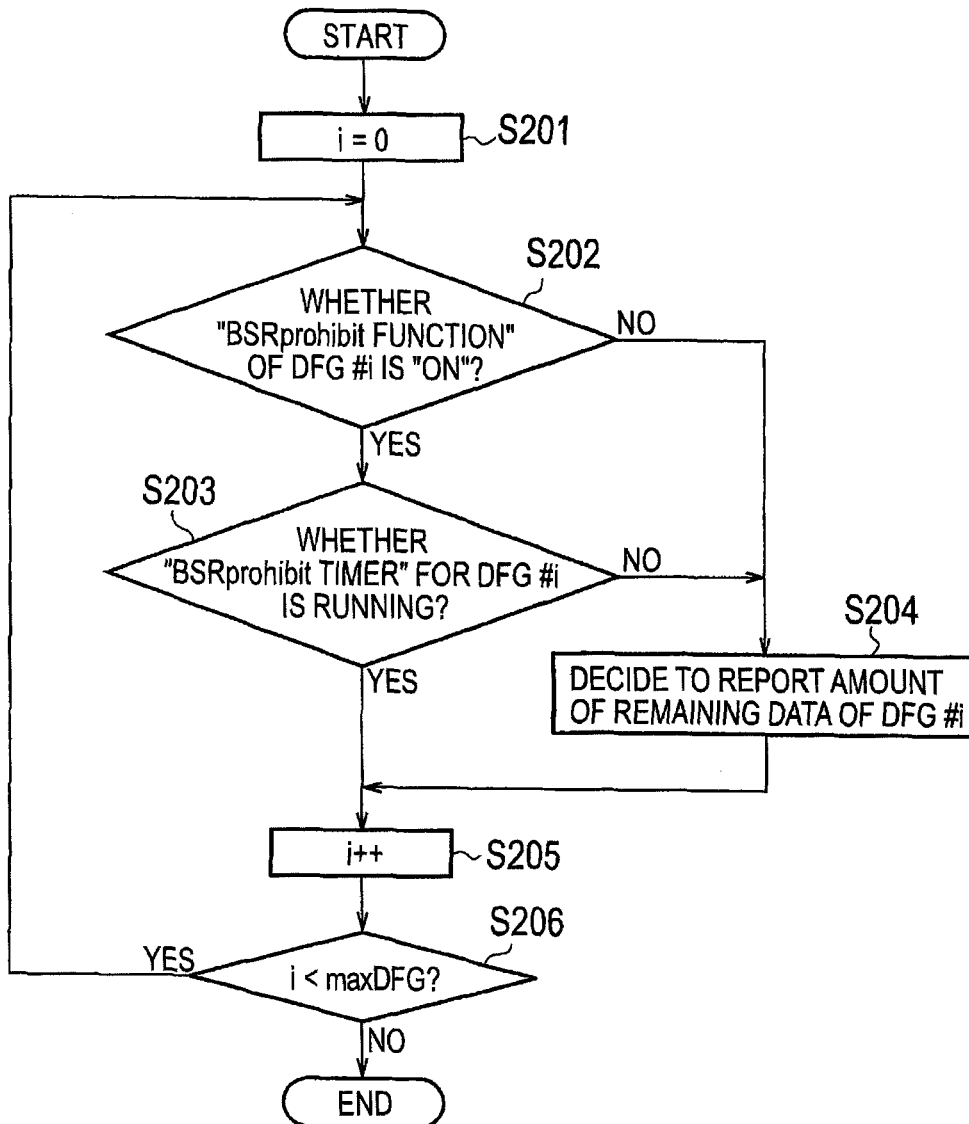 START
i = 0
S201
S202
WHETHER
"BSRprohibit FUNCTION"
OF DFG #i IS "ON"?
NO
YES
S203
WHETHER
"BSRprohibit TIMER" FOR DFG #i
IS RUNNING?
NO
YES
S204
DECIDE TO REPORT AMOUNT
OF REMAINING DATA OF DFG #i
i++
S205
S206
YES
i < maxDFG?
NO
END